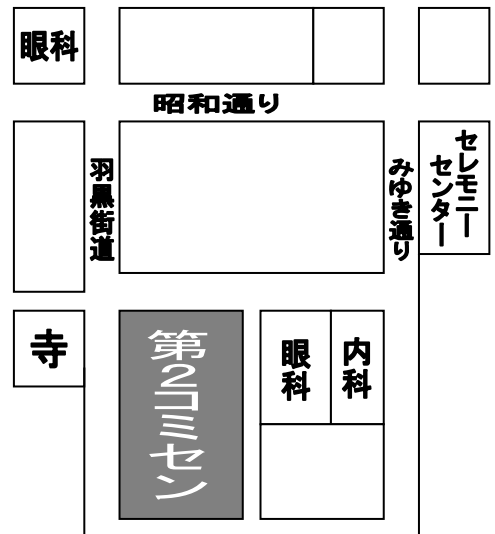 眼科
昭和通り
羽黒街道
みゆき通り
セレモニー
センター
寺
第2コミセン
眼科
内科